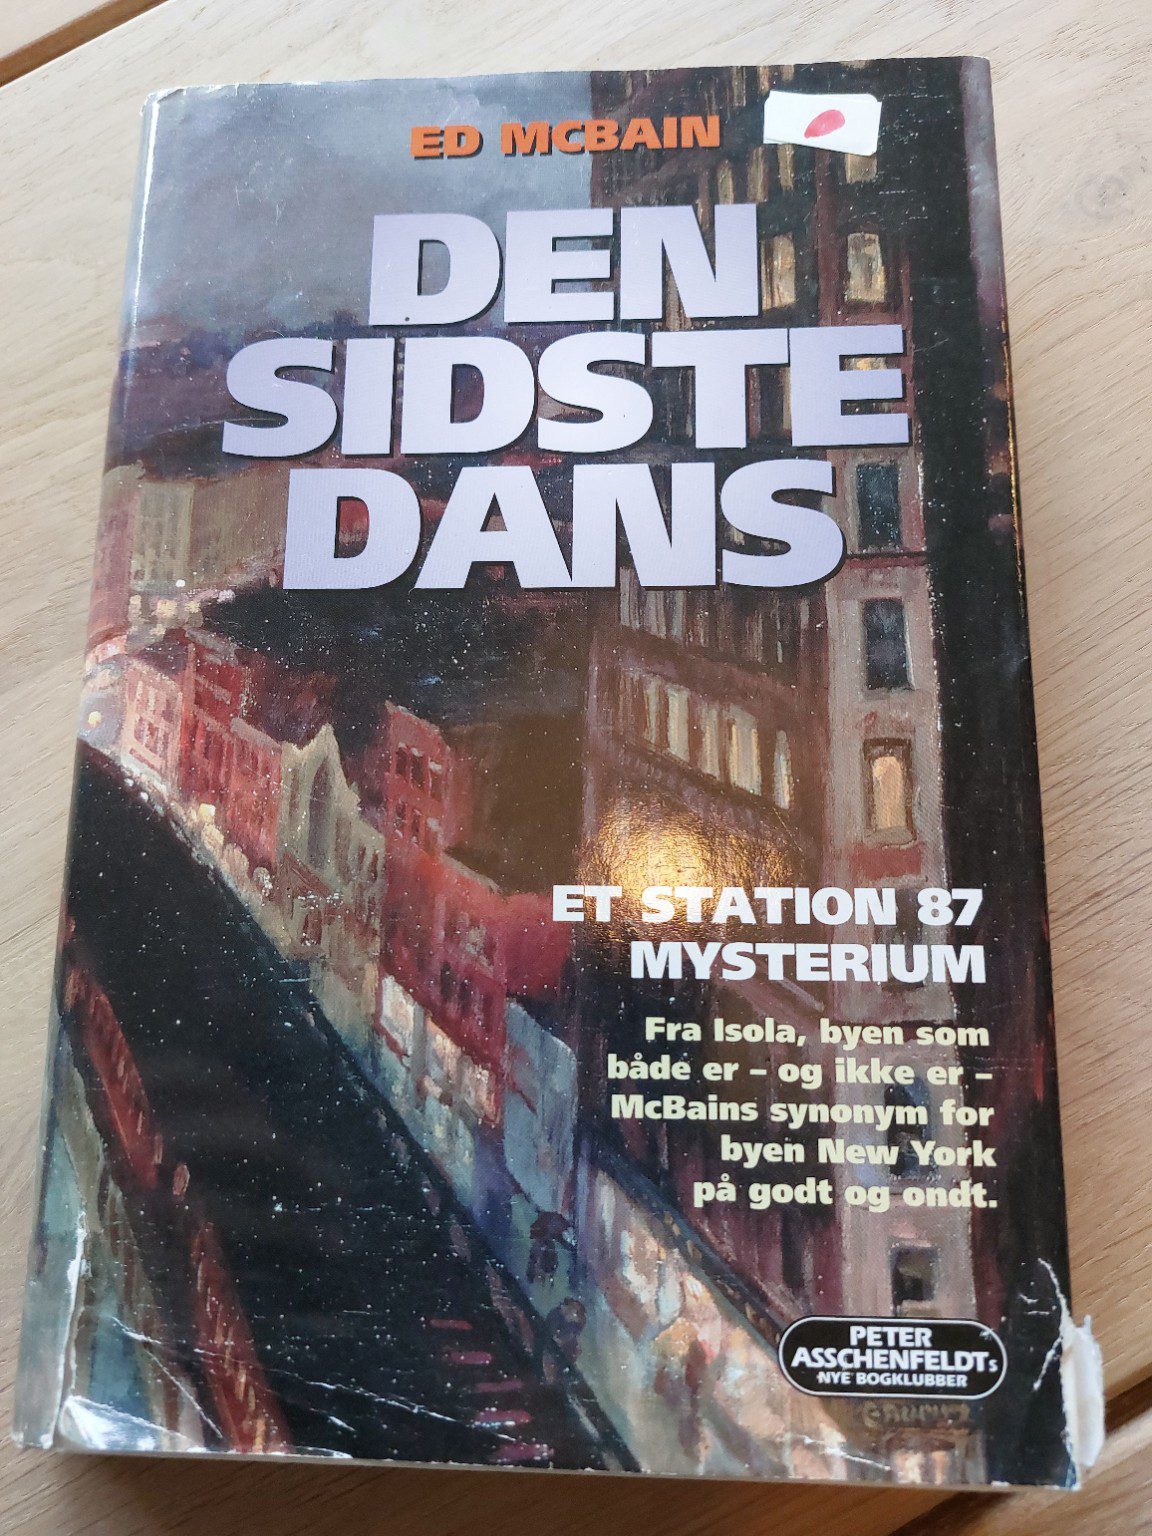 ED MCBAIN
DEN
SIDSTE
DANS
ET STATION 87
MYSTERIUM
Fra Isola, byen som
både er – og ikke er –
McBains synonym for
byen New York
på godt og ondt.
PETER
ASSCHENFELDTs
NYE BOGKLUBBER